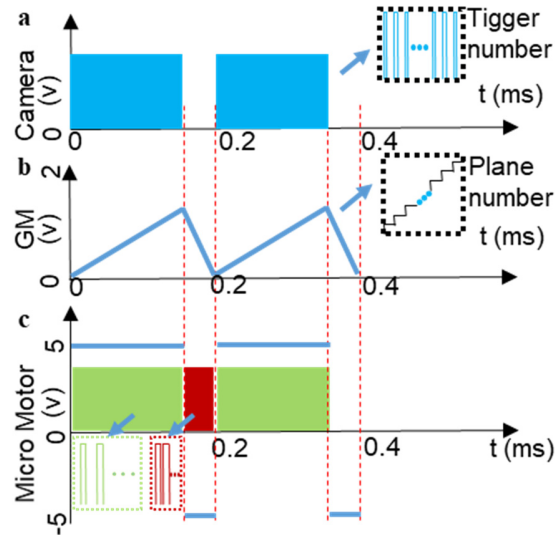 a
Camera
(v)
Tigger
number
t (ms)
0
0
0.2
0.4
b
GM
(v)
2
Plane
number
t (ms)
0
0
0.2
0.4
c
Micro Motor
(v)
5
0
0.2
0.4
t (ms)
-5